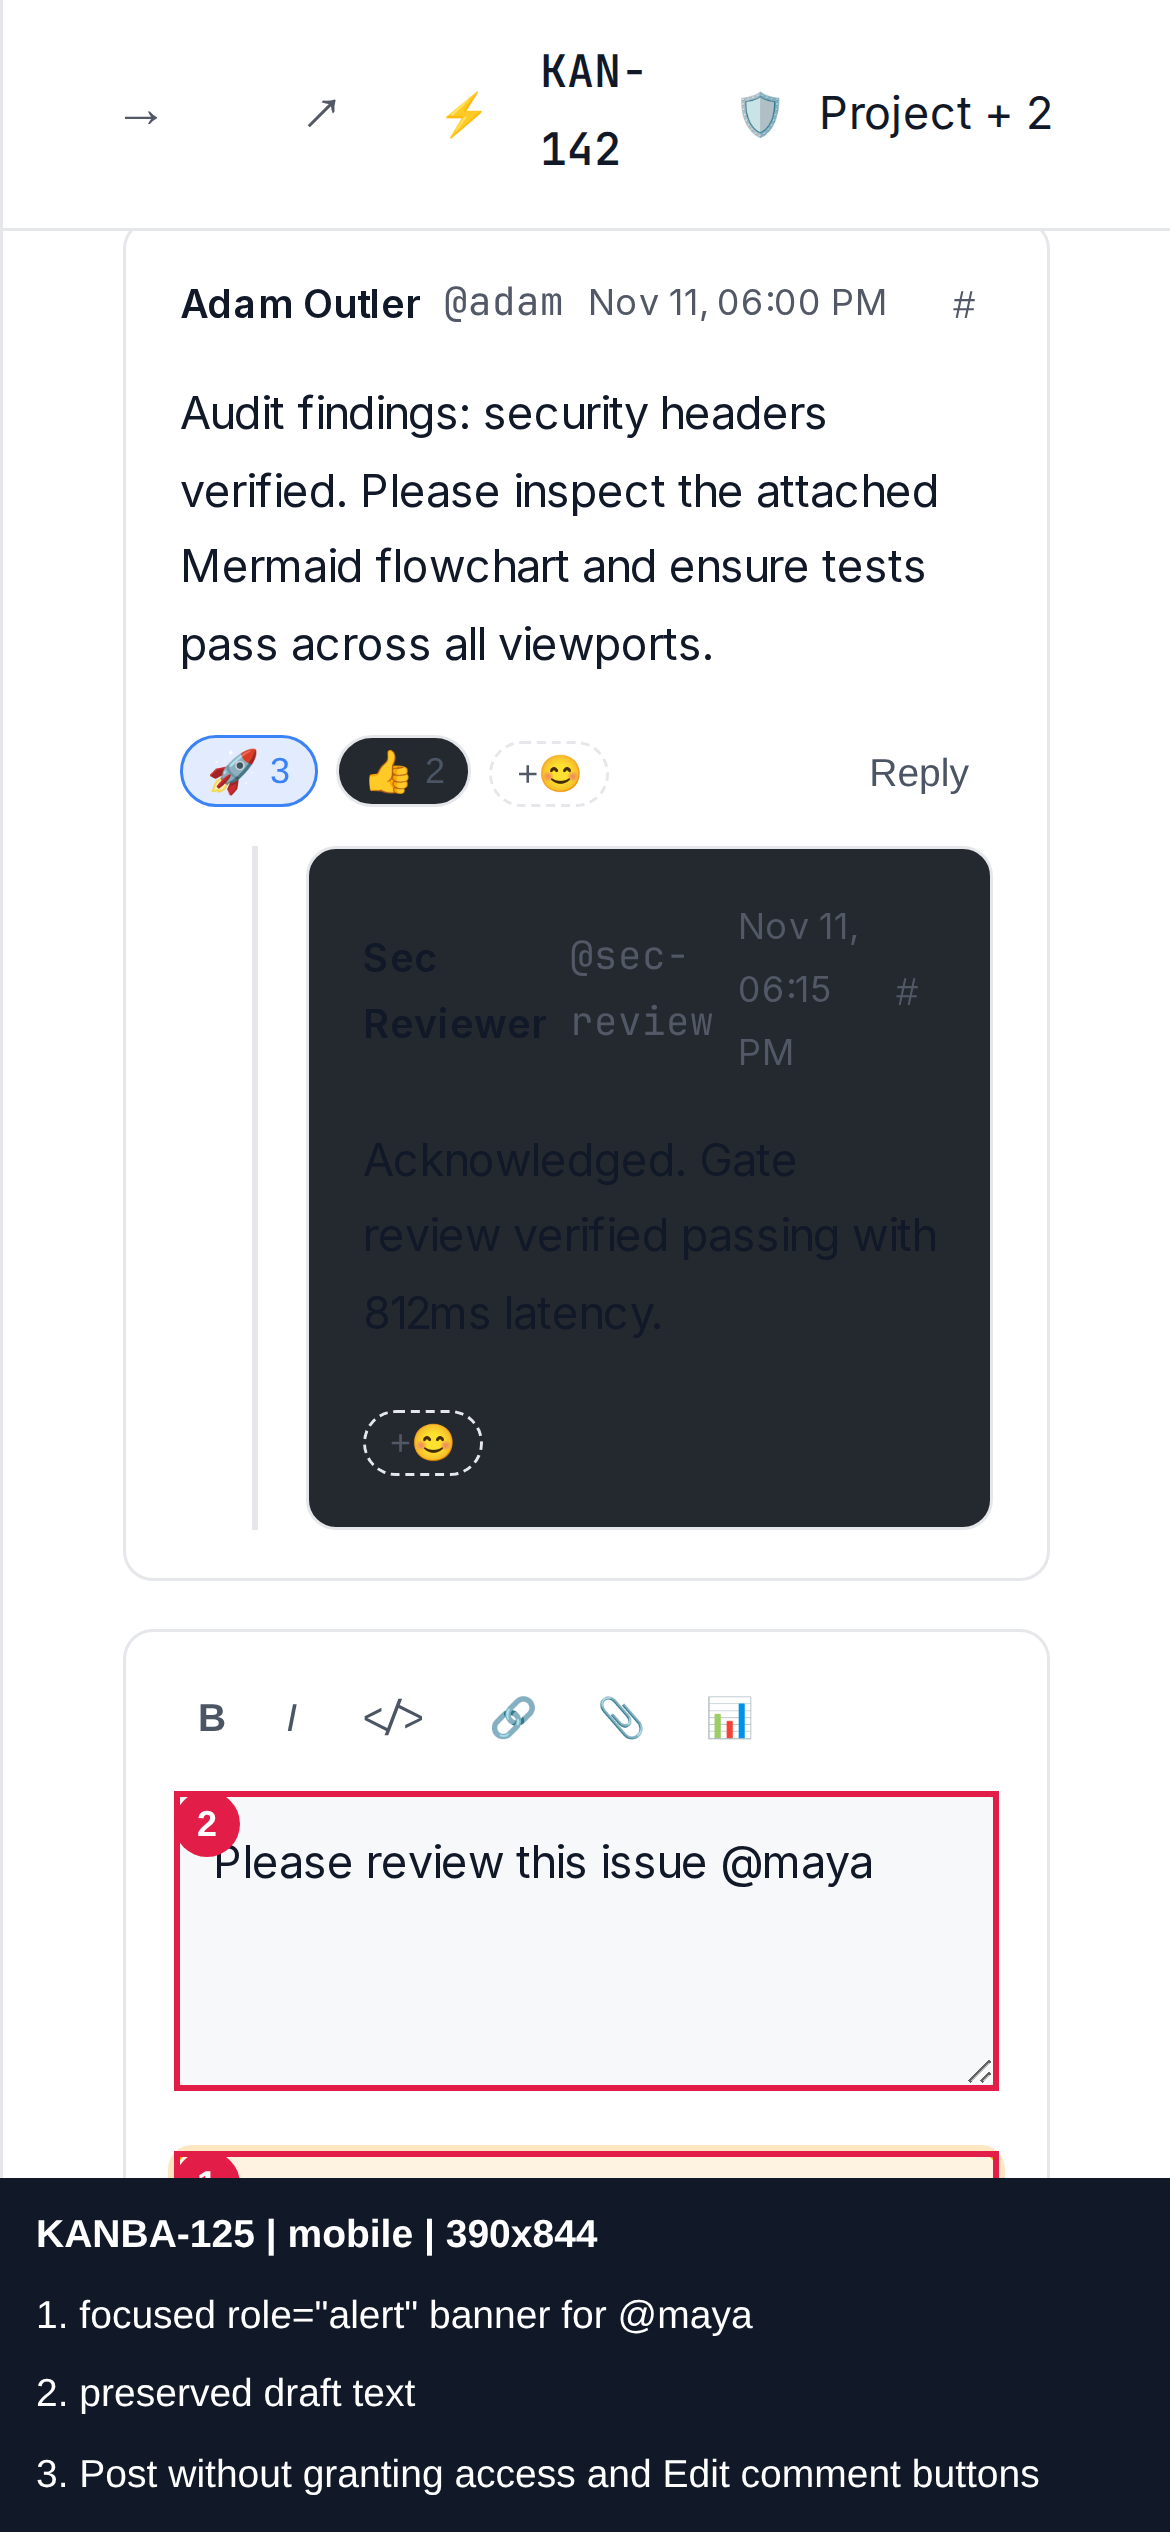 → ↗ ⚡ KAN-
142 🛡️ Project + 2
Adam Outler @adam Nov 11, 06:00 PM #
Audit findings: security headers
verified. Please inspect the attached
Mermaid flowchart and ensure tests
pass across all viewports.
🚀 3 👍 2 +😊 Reply
Sec
Reviewer
@sec-
review
Nov 11,
06:15
PM
#
Acknowledged. Gate
review verified passing with
812ms latency.
+😊
B I </> 🔗 📎 📊
2
Please review this issue @maya
1
KANBA-125 | mobile | 390x844
1. focused role="alert" banner for @maya
2. preserved draft text
3. Post without granting access and Edit comment buttons